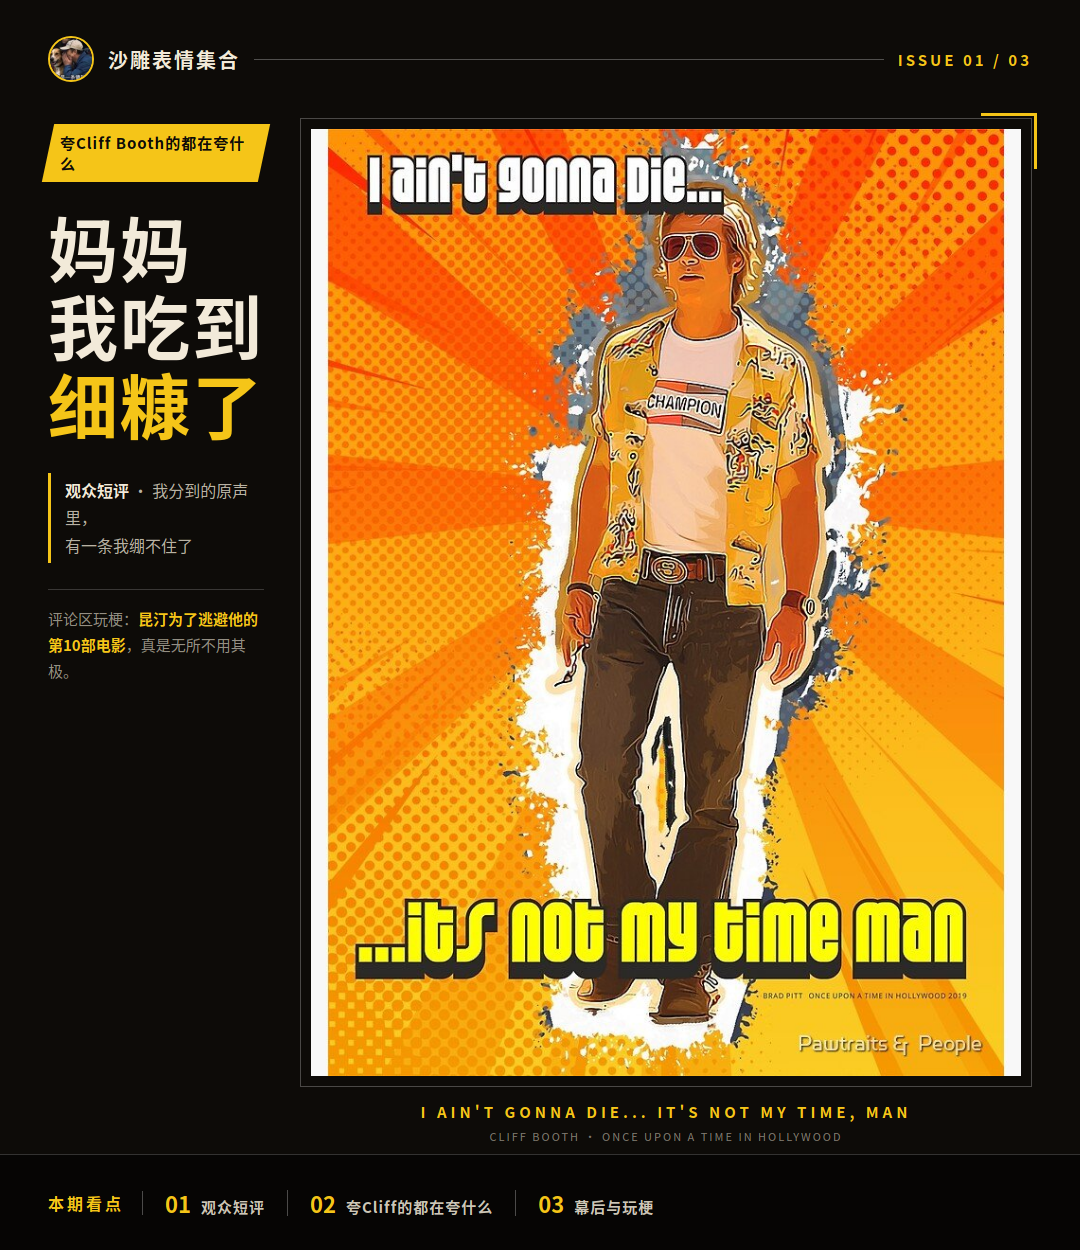 沙雕表情集合
ISSUE 01 / 03
夸Cliff Booth的都在夸什
么
妈妈
我吃到
细糠了
观众短评 · 我分到的原声
里，
有一条我绷不住了
评论区玩梗：昆汀为了逃避他的
第10部电影，真是无所不用其
极。
I ain't gonna Die...
CHAMPION
...its not my time man
BRAD PITT ONCE UPON A TIME IN HOLLYWOOD 2019
Pawtraits & People
I AIN'T GONNA DIE... IT'S NOT MY TIME, MAN
CLIFF BOOTH · ONCE UPON A TIME IN HOLLYWOOD
本期看点 01 观众短评 02 夸Cliff的都在夸什么 03 幕后与玩梗